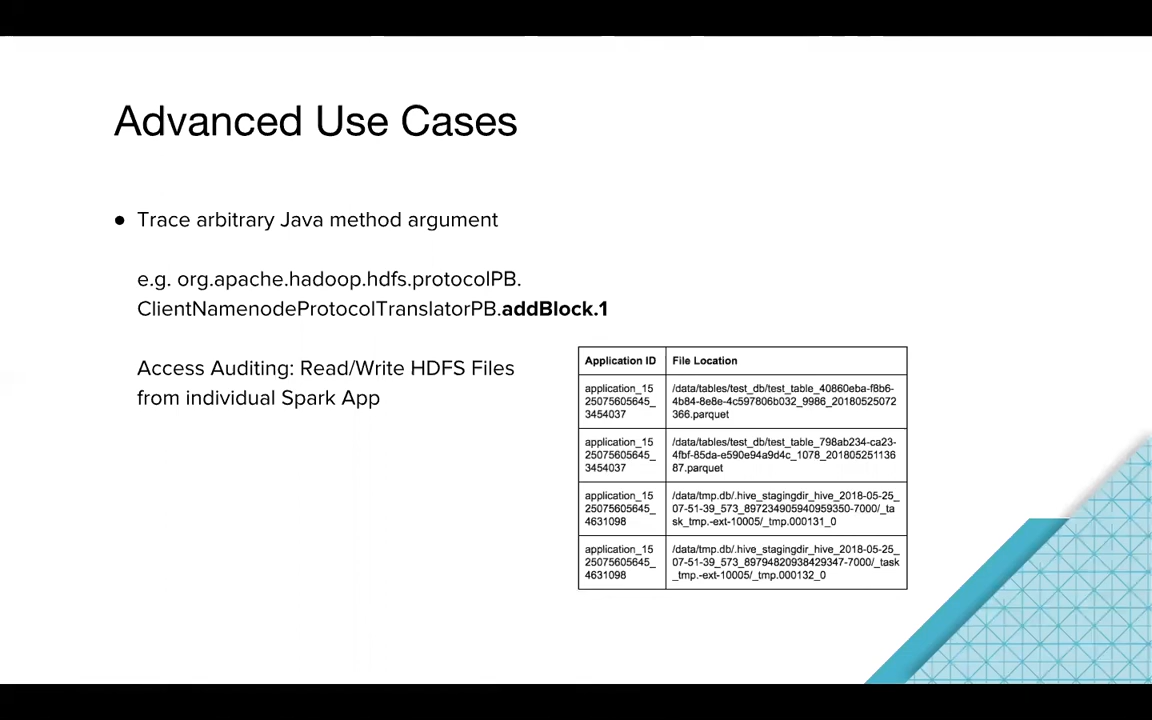 Advanced Use Cases
● Trace arbitrary Java method argument
e.g. org.apache.hadoop.hdfs.protocolPB.
ClientNamenodeProtocolTranslatorPB.addBlock.1
Access Auditing: Read/Write HDFS Files
from individual Spark App
Application ID File Location
application_15
25075605645_
3454037
/data/tables/test_db/test_table_40860eba-f8b6-
4b84-8e8e-4c597806b032_9986_20180525072
366.parquet
application_15
25075605645_
3454037
/data/tables/test_db/test_table_798ab234-ca23-
4fbf-85da-e590e94a9d4c_1078_201805251136
87.parquet
application_15
25075605645_
4631098
/data/tmp.db/.hive_stagingdir_hive_2018-05-25_
07-51-39_573_897234905940959350-7000/_ta
sk_tmp.-ext-10005/_tmp.000131_0
application_15
25075605645_
4631098
/data/tmp.db/.hive_stagingdir_hive_2018-05-25_
07-51-39_573_89794820938429347-7000/_task
_tmp.-ext-10005/_tmp.000132_0